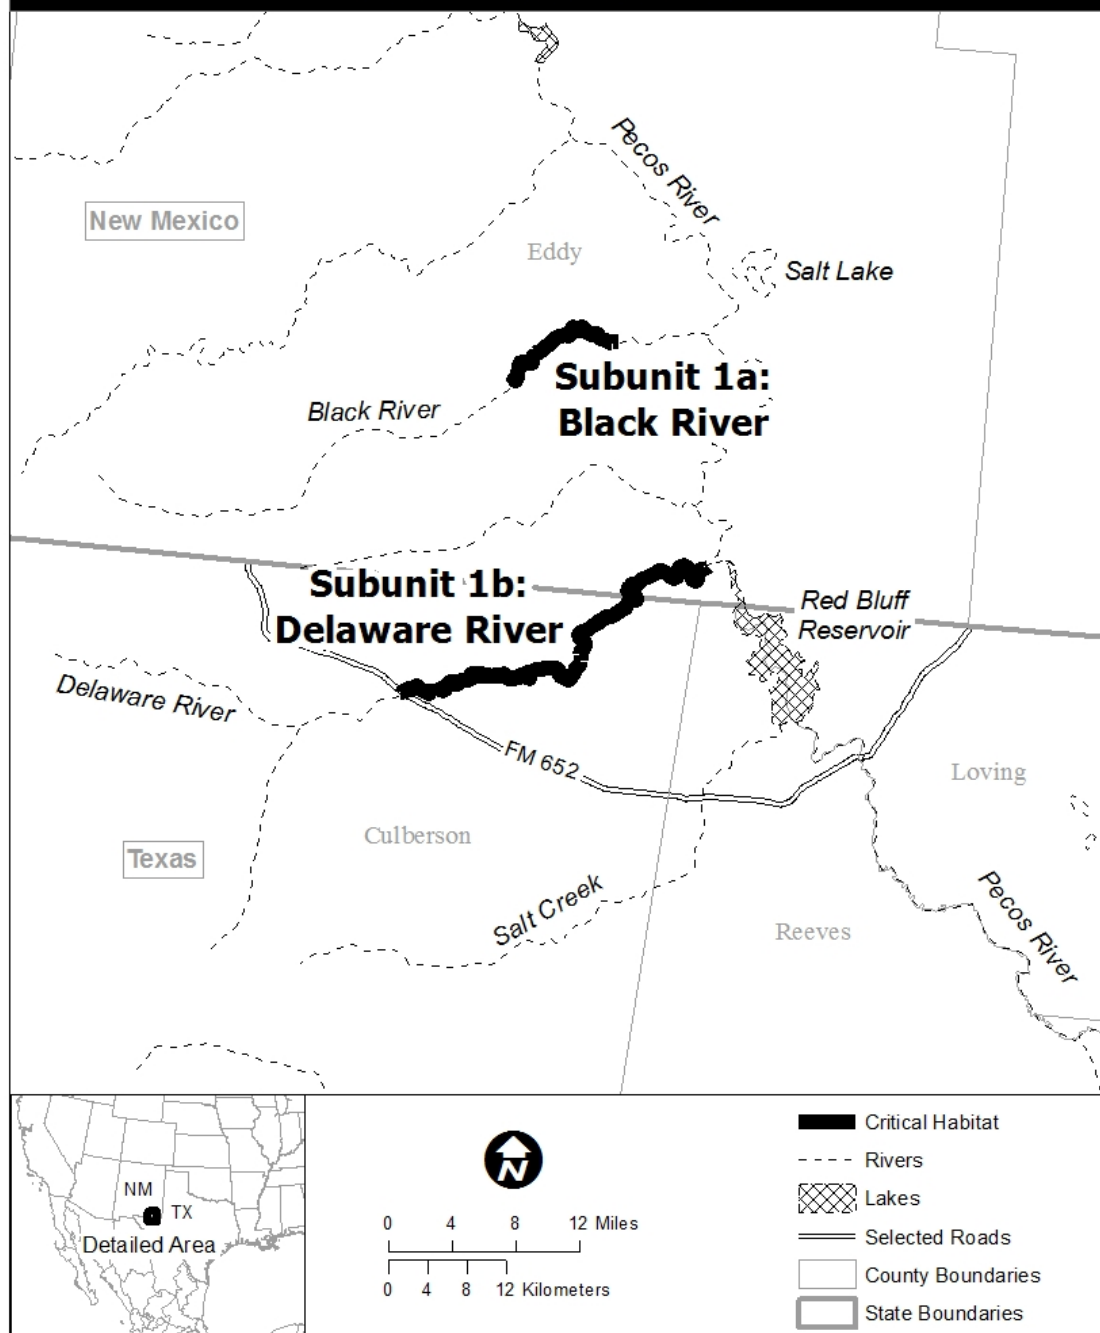 Pecos River
New Mexico
Eddy
Salt Lake
Subunit 1a:
Black River
Black River
Subunit 1b:
Delaware River
Red Bluff
Reservoir
Delaware River
FM 652
Loving
Culberson
Texas
Salt Creek
Pecos River
Reeves
NM
TX
Detailed Area
N
0 4 8 12 Miles
0 4 8 12 Kilometers
Critical Habitat
Rivers
Lakes
Selected Roads
County Boundaries
State Boundaries